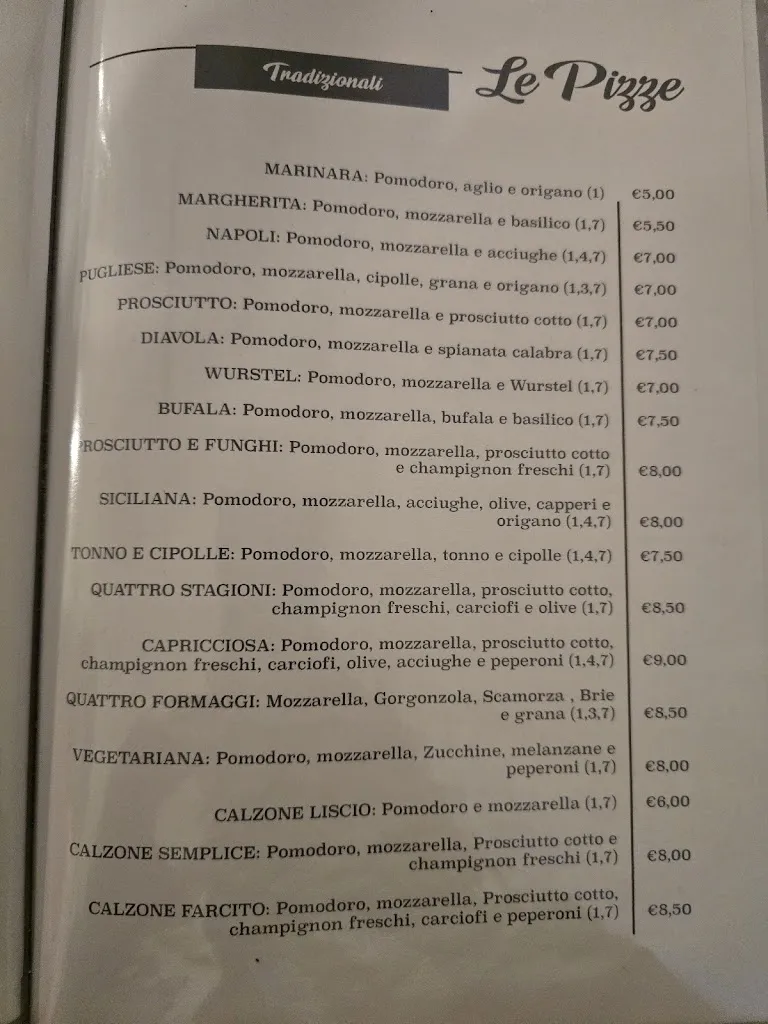 Tradizionali
Le Pizze
MARINARA: Pomodoro, aglio e origano (1) €5,00
MARGHERITA: Pomodoro, mozzarella e basilico (1,7) €5,50
NAPOLI: Pomodoro, mozzarella e acciughe (1,4,7) €7,00
PUGLIESE: Pomodoro, mozzarella, cipolle, grana e origano (1,3,7) €7,00
PROSCIUTTO: Pomodoro, mozzarella e prosciutto cotto (1,7) €7,00
DIAVOLA: Pomodoro, mozzarella e spianata calabra (1,7) €7,50
WURSTEL: Pomodoro, mozzarella e Wurstel (1,7) €7,00
BUFALA: Pomodoro, mozzarella, bufala e basilico (1,7) €7,50
PROSCIUTTO E FUNGHI: Pomodoro, mozzarella, prosciutto cotto
e champignon freschi (1,7) €8,00
SICILIANA: Pomodoro, mozzarella, acciughe, olive, capperi e
origano (1,4,7) €8,00
TONNO E CIPOLLE: Pomodoro, mozzarella, tonno e cipolle (1,4,7) €7,50
QUATTRO STAGIONI: Pomodoro, mozzarella, prosciutto cotto,
champignon freschi, carciofi e olive (1,7) €8,50
CAPRICCIOSA: Pomodoro, mozzarella, prosciutto cotto,
champignon freschi, carciofi, olive, acciughe e peperoni (1,4,7) €9,00
QUATTRO FORMAGGI: Mozzarella, Gorgonzola, Scamorza , Brie
e grana (1,3,7) €8,50
VEGETARIANA: Pomodoro, mozzarella, Zucchine, melanzane e
peperoni (1,7) €8,00
CALZONE LISCIO: Pomodoro e mozzarella (1,7) €6,00
CALZONE SEMPLICE: Pomodoro, mozzarella, Prosciutto cotto e
champignon freschi (1,7) €8,00
CALZONE FARCITO: Pomodoro, mozzarella, Prosciutto cotto,
champignon freschi, carciofi e peperoni (1,7) €8,50